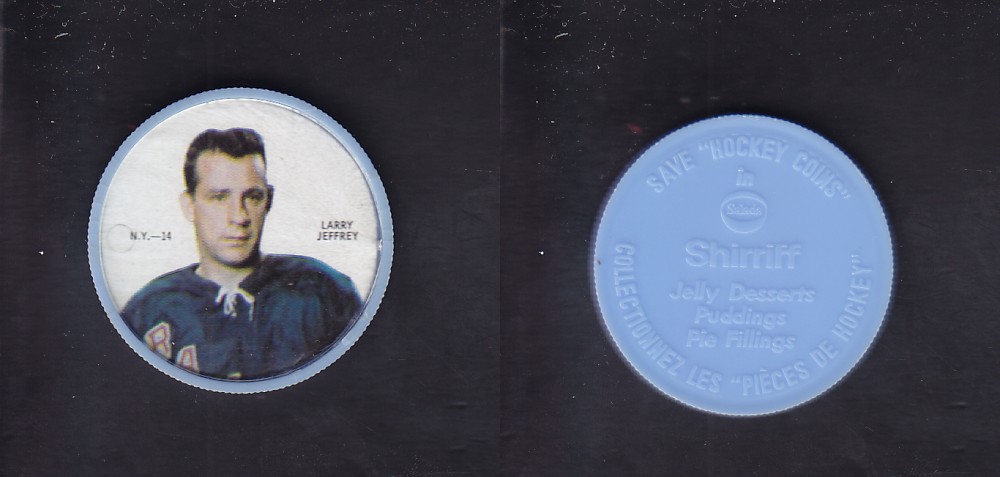 N.Y.—14
LARRY
JEFFREY
RA
SAVE "HOCKEY COINS"
in
Salada
Shirriff
Jelly Desserts
Puddings
Pie Fillings
COLLECTIONNEZ LES "PIÈCES DE HOCKEY"